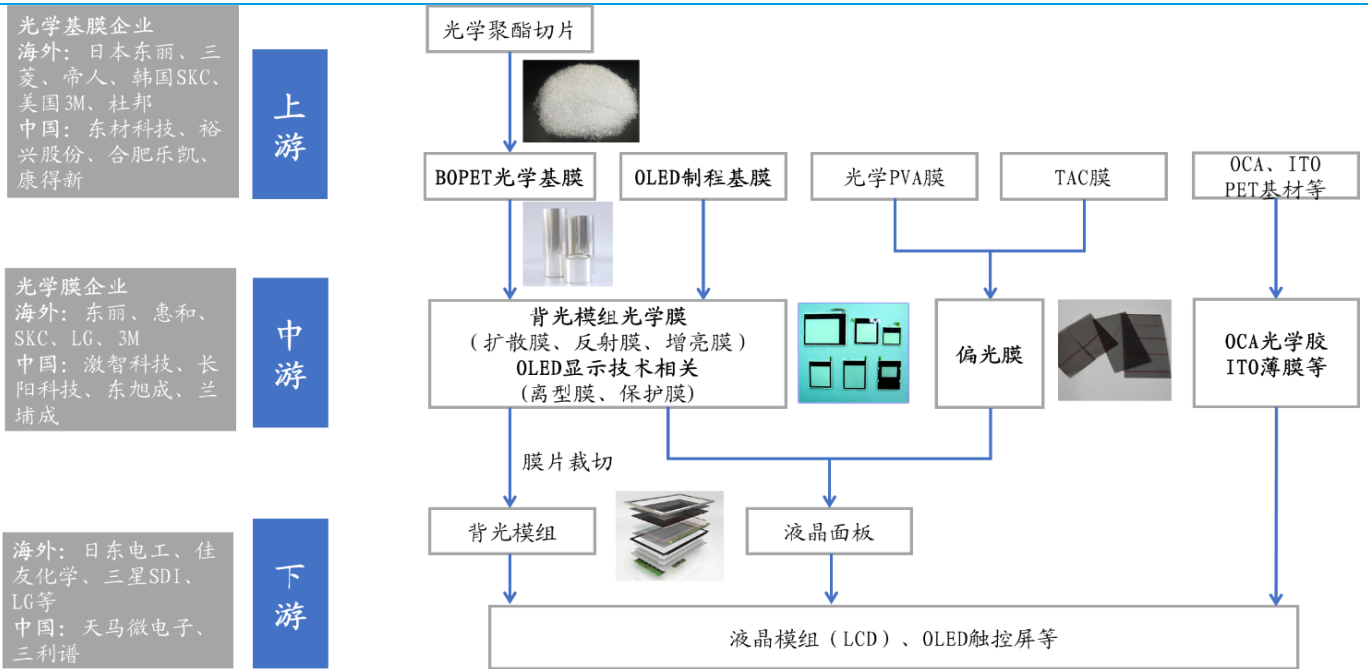 光学基膜企业
海外：日本东丽、三
菱、帝人、韩国SKC、
美国3M、杜邦
中国：东材科技、裕
兴股份、合肥乐凯、
康得新
上
游
光学聚酯切片
BOPET光学基膜
OLED制程基膜
光学PVA膜
TAC膜
OCA、ITO
PET基材等
光学膜企业
海外：东丽、惠和、
SKC、LG、3M
中国：激智科技、长
阳科技、东旭成、兰
埔成
中
游
背光模组光学膜
（扩散膜、反射膜、增亮膜）
OLED显示技术相关
(离型膜、保护膜)
偏光膜
OCA光学胶
ITO薄膜等
膜片裁切
海外：日东电工、佳
友化学、三星SDI、
LG等
中国：天马微电子、
三利谱
下
游
背光模组
液晶面板
液晶模组（LCD）、OLED触控屏等